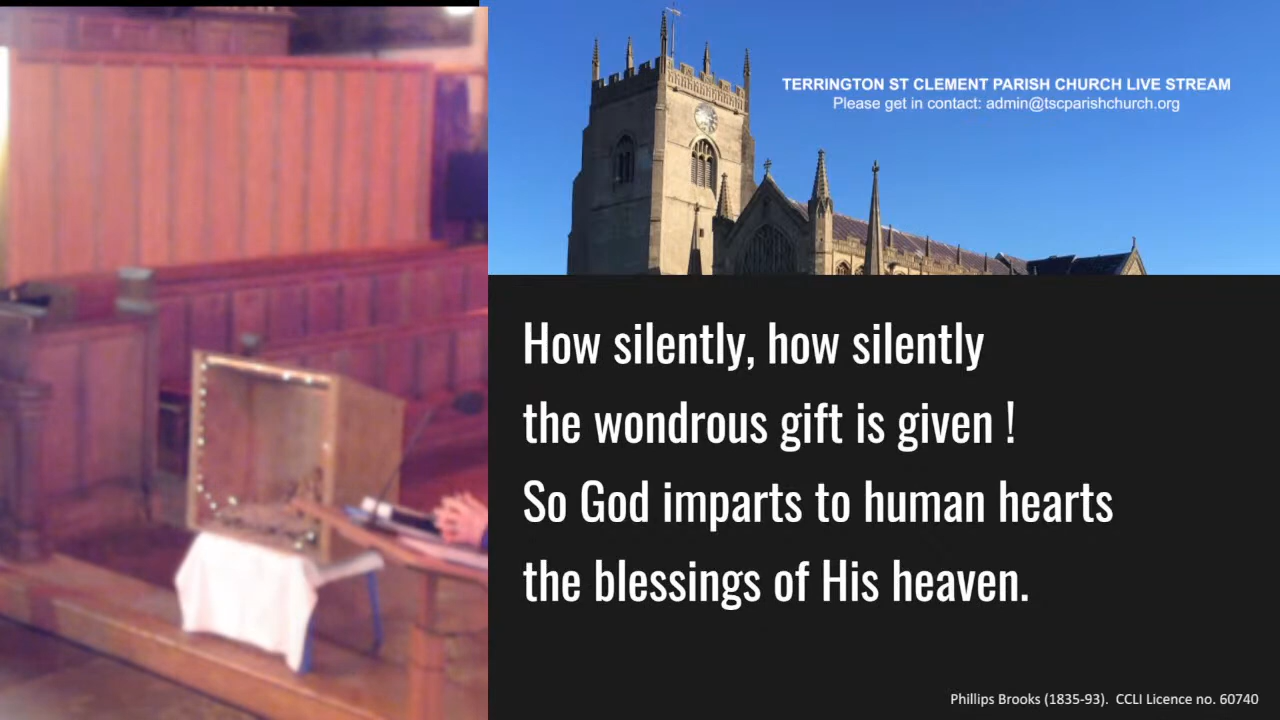 TERRINGTON ST CLEMENT PARISH CHURCH LIVE STREAM
Please get in contact: admin@tscparishchurch.org
How silently, how silently
the wondrous gift is given !
So God imparts to human hearts
the blessings of His heaven.
Phillips Brooks (1835-93). CCLI Licence no. 60740